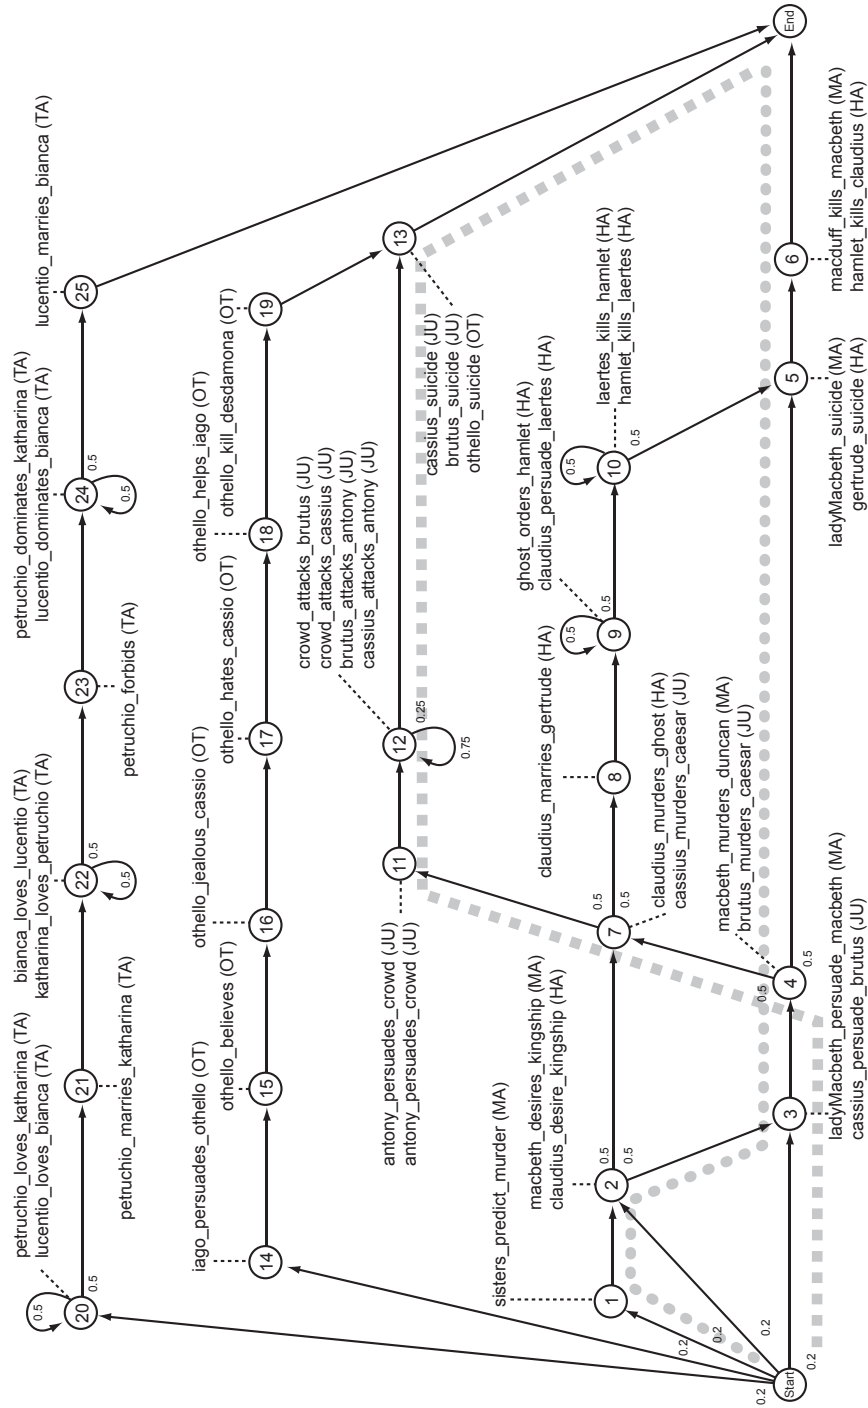 petruchio_loves_katharina (TA)
lucentio_loves_bianca (TA)
20
0.5
0.5
21
petruchio_marries_katharina (TA)
bianca_loves_lucentio (TA)
katharina_loves_petruchio (TA)
22
0.5
0.5
23
petruchio_forbids (TA)
petruchio_dominates_katharina (TA)
lucentio_dominates_bianca (TA)
24
0.5
0.5
25
lucentio_marries_bianca (TA)
iago_persuades_othello (OT)
14
othello_believes (OT)
15
othello_jealous_cassio (OT)
16
othello_hates_cassio (OT)
17
othello_helps_iago (OT)
18
othello_kill_desdamona (OT)
19
antony_persuades_crowd (JU)
antony_persuades_crowd (JU)
11
crowd_attacks_brutus (JU)
crowd_attacks_cassius (JU)
brutus_attacks_antony (JU)
cassius_attacks_antony (JU)
12
0.25
0.75
13
cassius_suicide (JU)
brutus_suicide (JU)
othello_suicide (OT)
sisters_predict_murder (MA)
1
macbeth_desires_kingship (MA)
claudius_desire_kingship (HA)
2
0.5
0.5
7
0.5
0.5
claudius_murders_ghost (HA)
cassius_murders_caesar (JU)
claudius_marries_gertrude (HA)
8
ghost_orders_hamlet (HA)
claudius_persuade_laertes (HA)
9
0.5
0.5
10
0.5
0.5
laertes_kills_hamlet (HA)
hamlet_kills_laertes (HA)
Start
0.2
0.2
0.2
0.2
0.2
3
ladyMacbeth_persuade_macbeth (MA)
cassius_persuade_brutus (JU)
macbeth_murders_duncan (MA)
brutus_murders_caesar (JU)
4
0.5
0.5
5
ladyMacbeth_suicide (MA)
gertrude_suicide (HA)
6
macduff_kills_macbeth (MA)
hamlet_kills_claudius (HA)
End